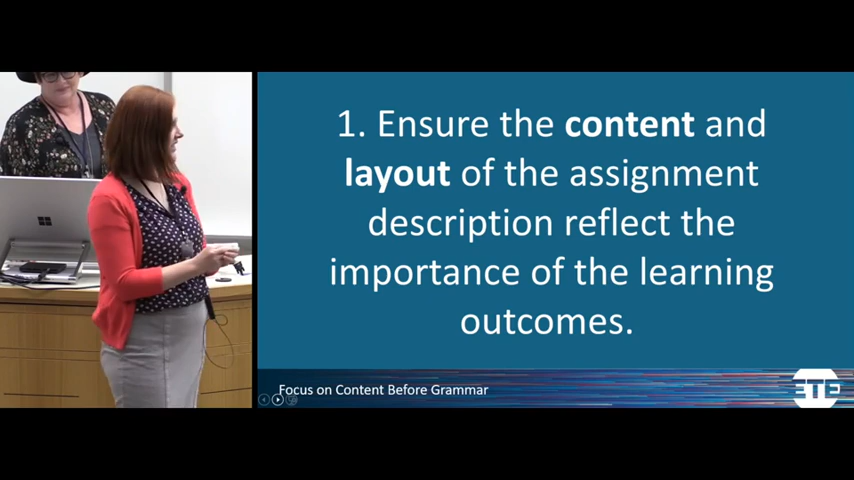 1. Ensure the content and
layout of the assignment
description reflect the
importance of the learning
outcomes.
Focus on Content Before Grammar
ETE